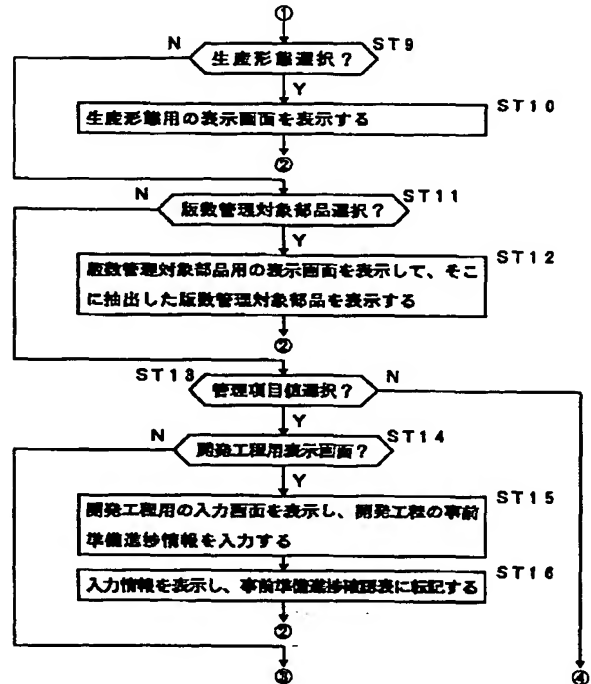 ①
N
ST9
生産形態選択？
Y
ST10
生産形態用の表示画面を表示する
②
N
ST11
版数管理対象部品選択？
Y
ST12
版数管理対象部品用の表示画面を表示して、そこ
に抽出した版数管理対象部品を表示する
②
ST13
管理項目値選択？
N
Y
N
ST14
開発工程用表示画面？
Y
ST15
開発工程用の入力画面を表示し、開発工程の事前
準備進捗情報を入力する
ST16
入力情報を表示し、事前準備進捗確認表に転記する
②
③
④